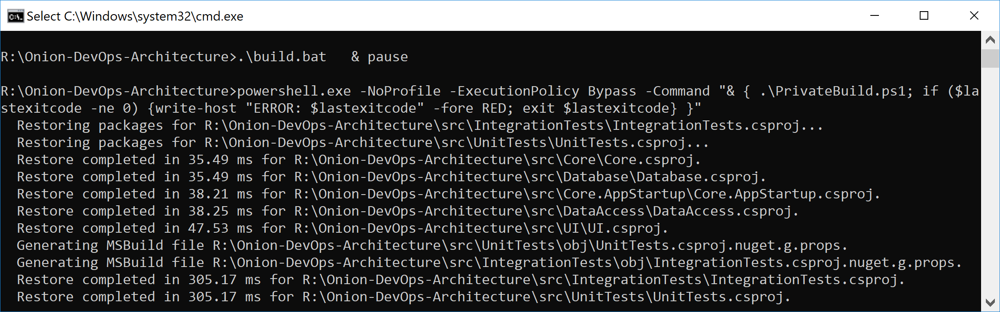 Select C:\Windows\system32\cmd.exe
R:\Onion-DevOps-Architecture>.\build.bat   & pause
R:\Onion-DevOps-Architecture>powershell.exe -NoProfile -ExecutionPolicy Bypass -Command "& { .\PrivateBuild.ps1; if ($la
stexitcode -ne 0) {write-host "ERROR: $lastexitcode" -fore RED; exit $lastexitcode} }"
  Restoring packages for R:\Onion-DevOps-Architecture\src\IntegrationTests\IntegrationTests.csproj...
  Restoring packages for R:\Onion-DevOps-Architecture\src\UnitTests\UnitTests.csproj...
  Restore completed in 35.49 ms for R:\Onion-DevOps-Architecture\src\Core\Core.csproj.
  Restore completed in 35.49 ms for R:\Onion-DevOps-Architecture\src\Database\Database.csproj.
  Restore completed in 38.21 ms for R:\Onion-DevOps-Architecture\src\Core.AppStartup\Core.AppStartup.csproj.
  Restore completed in 38.25 ms for R:\Onion-DevOps-Architecture\src\DataAccess\DataAccess.csproj.
  Restore completed in 47.53 ms for R:\Onion-DevOps-Architecture\src\UI\UI.csproj.
  Generating MSBuild file R:\Onion-DevOps-Architecture\src\UnitTests\obj\UnitTests.csproj.nuget.g.props.
  Generating MSBuild file R:\Onion-DevOps-Architecture\src\IntegrationTests\obj\IntegrationTests.csproj.nuget.g.props.
  Restore completed in 305.17 ms for R:\Onion-DevOps-Architecture\src\IntegrationTests\IntegrationTests.csproj.
  Restore completed in 305.17 ms for R:\Onion-DevOps-Architecture\src\UnitTests\UnitTests.csproj.